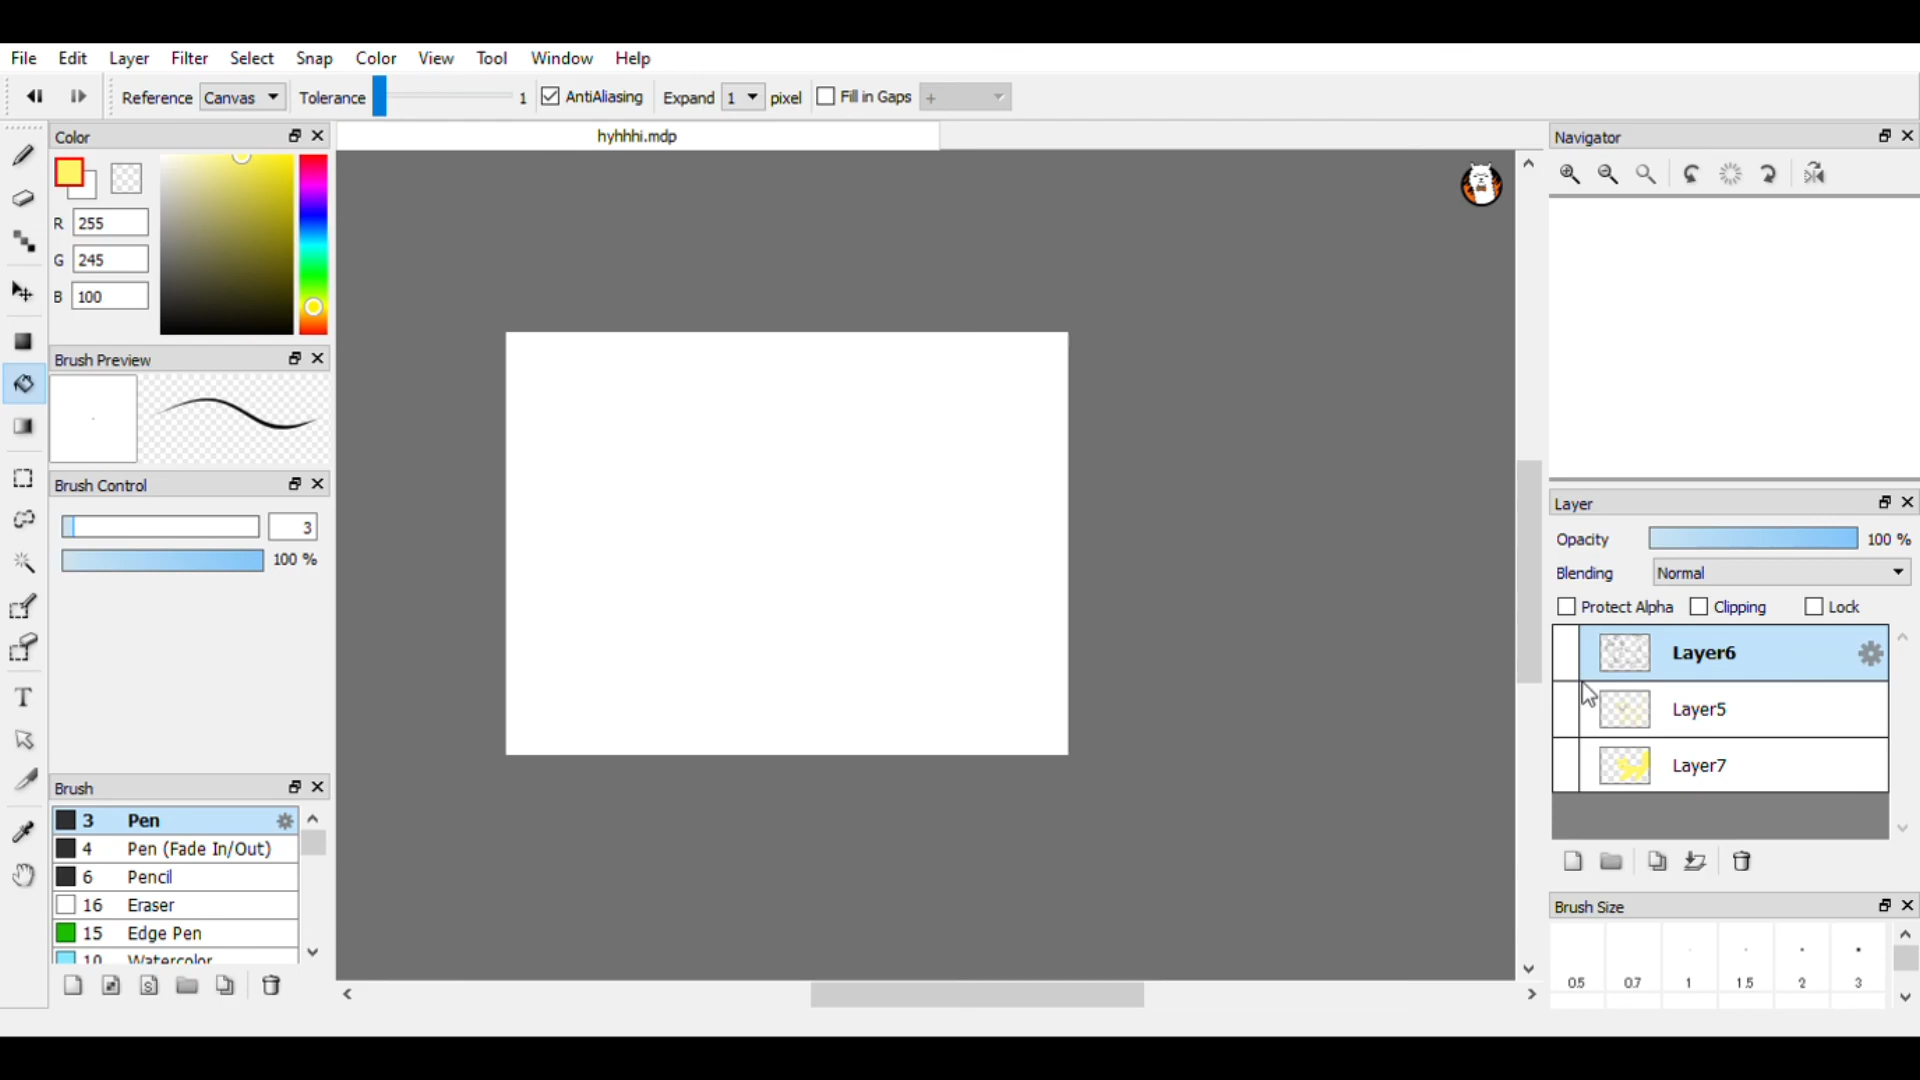 File Edit Layer Filter Select Snap Color View Tool Window Help
Reference Canvas Tolerance 1 AntiAliasing Expand 1 pixel Fill in Gaps +
Color
hyhhhi.mdp
Navigator
R 255
G 245
B 100
Brush Preview
Brush Control
3
100 %
Layer
Opacity 100 %
Blending Normal
Protect Alpha Clipping Lock
Layer6
Layer5
Layer7
Brush
3 Pen
4 Pen (Fade In/Out)
6 Pencil
16 Eraser
15 Edge Pen
10 Watercolor
S
Brush Size
0.5 0.7 1 1.5 2 3